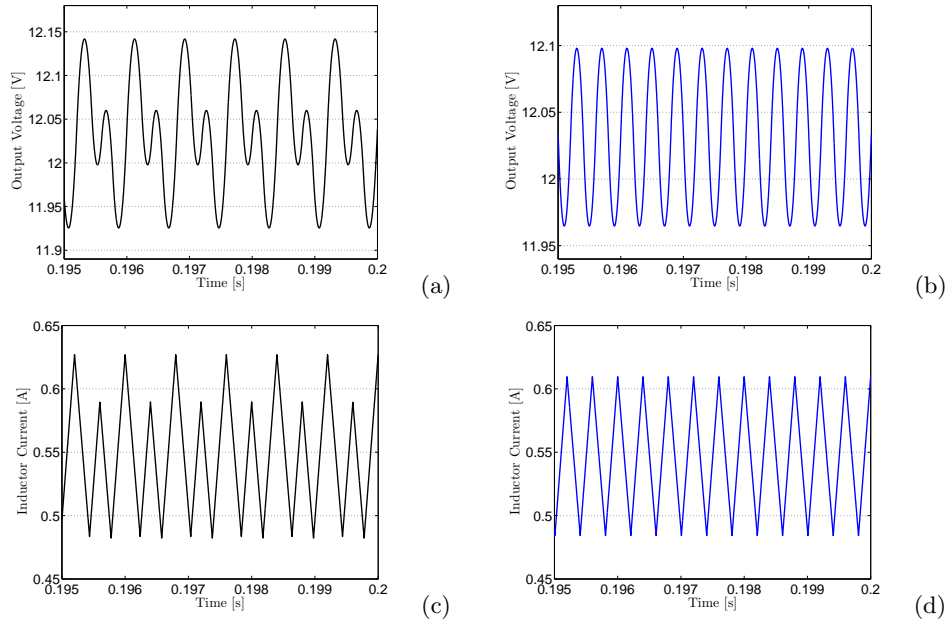 12.15
12.1
12.05
12
11.95
11.9
Output Voltage [V]
0.195 0.196 0.197 0.198 0.199 0.2
Time [s]
(a)
12.1
12.05
12
11.95
Output Voltage [V]
0.195 0.196 0.197 0.198 0.199 0.2
Time [s]
(b)
0.65
0.6
0.55
0.5
0.45
Inductor Current [A]
0.195 0.196 0.197 0.198 0.199 0.2
Time [s]
(c)
0.65
0.6
0.55
0.5
0.45
Inductor Current [A]
0.195 0.196 0.197 0.198 0.199 0.2
Time [s]
(d)